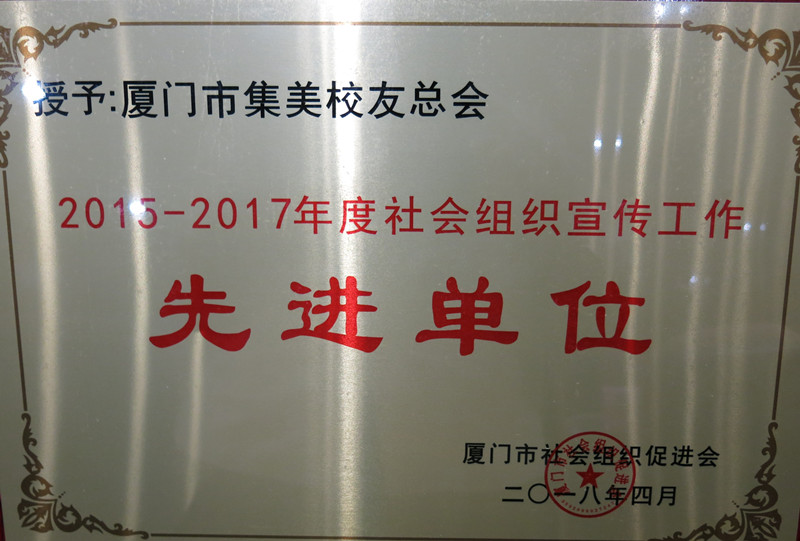 授予:厦门市集美校友总会
2015-2017年度社会组织宣传工作
先进单位
厦门市社会组织促进会
二〇一八年四月